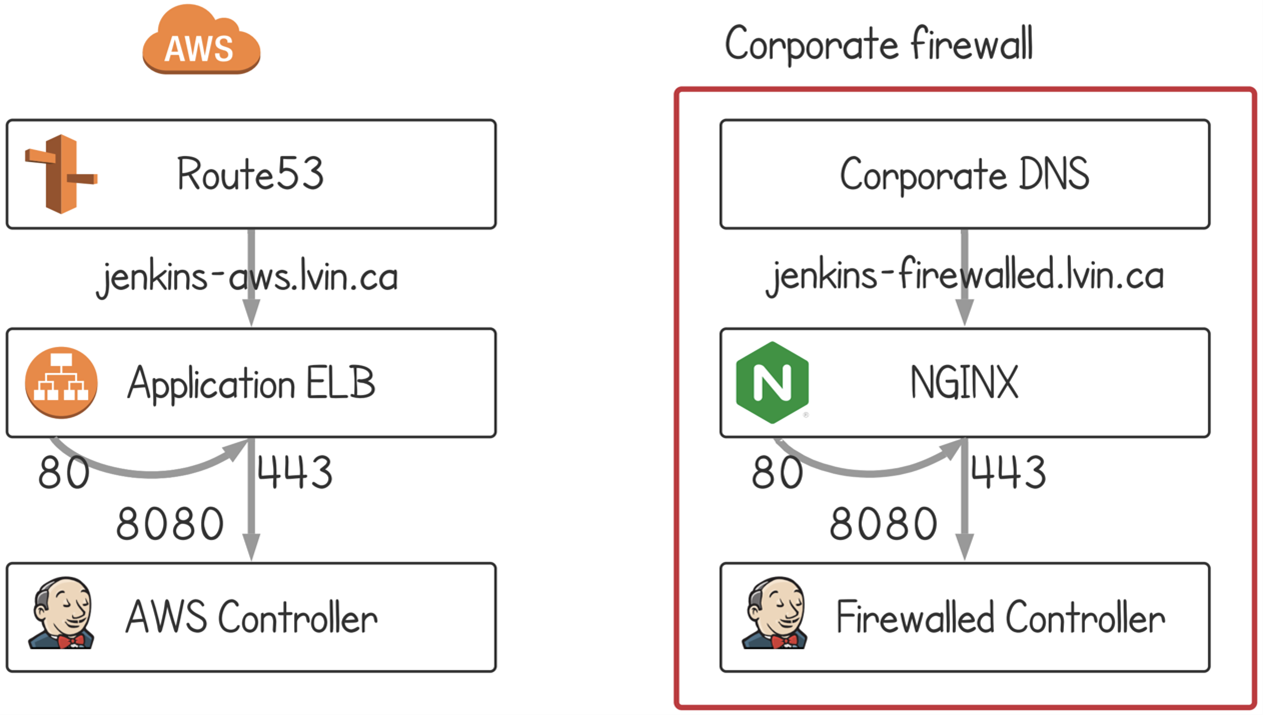 AWS
Route53
jenkins-aws.lvin.ca
Application ELB
80
443
8080
AWS Controller
Corporate firewall
Corporate DNS
jenkins-firewalled.lvin.ca
N
NGINX
®
80
443
8080
Firewalled Controller